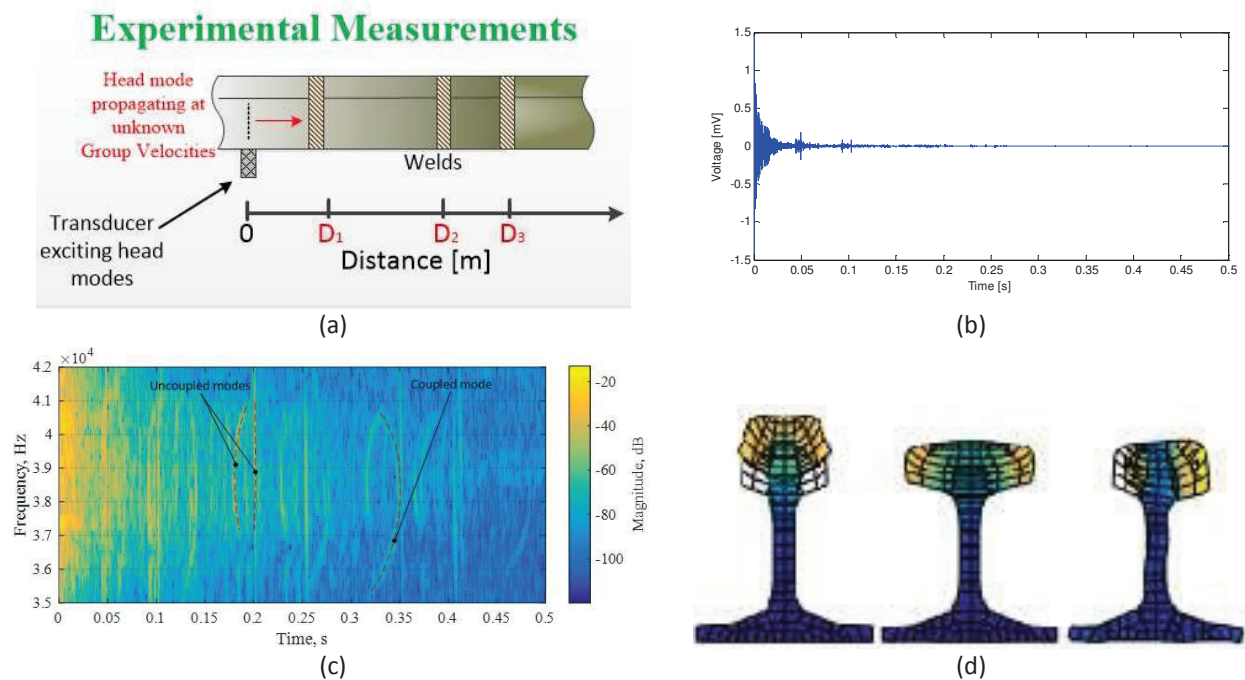 Experimental Measurements
Head mode
propagating at
unknown
Group Velocities
Welds
Transducer
exciting head
modes
0
D1
D2
D3
Distance [m]
(a)
1.5
1
0.5
0
-0.5
-1
-1.5
Voltage [mV]
0
0.05
0.1
0.15
0.2
0.25
0.3
0.35
0.4
0.45
0.5
Time [s]
(b)
×10⁴
4.2
4.1
4
3.9
3.8
3.7
3.6
3.5
Frequency, Hz
Uncoupled modes
Coupled mode
0
0.05
0.1
0.15
0.2
0.25
0.3
0.35
0.4
0.45
0.5
Time, s
-20
-40
-60
-80
-100
Magnitude, dB
(c)
(d)